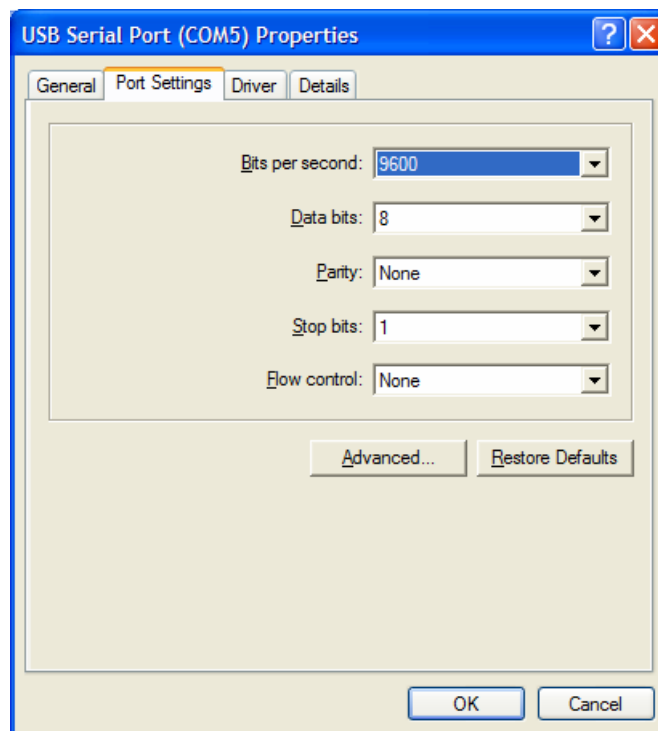 USB Serial Port (COM5) Properties
General Port Settings Driver Details
Bits per second: 9600
Data bits: 8
Parity: None
Stop bits: 1
Flow control: None
Advanced... Restore Defaults
OK Cancel